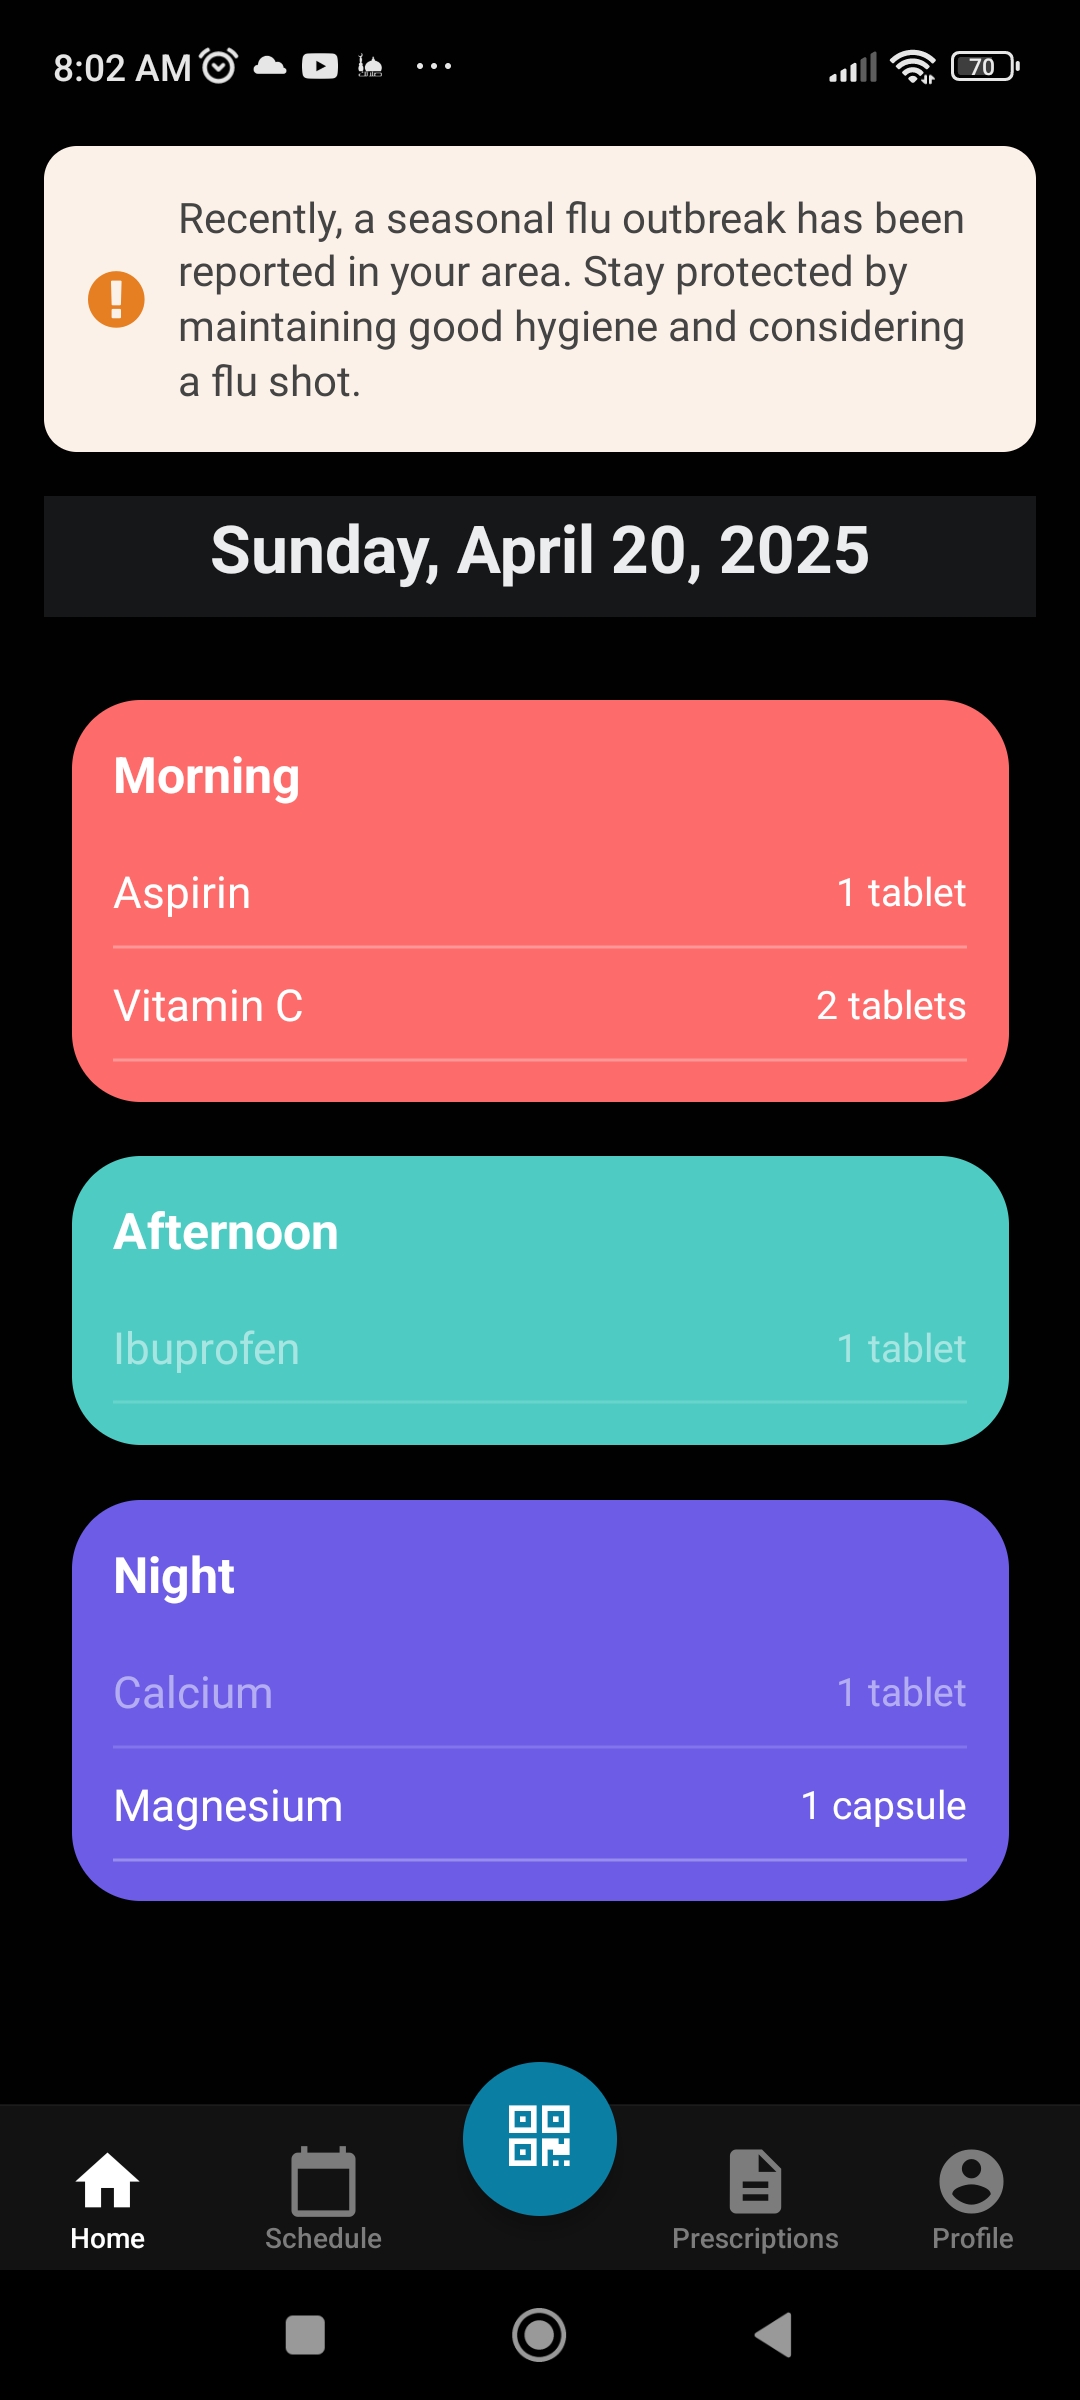 8:02 AM
70
Recently, a seasonal flu outbreak has been
reported in your area. Stay protected by
maintaining good hygiene and considering
a flu shot.
Sunday, April 20, 2025
Morning
Aspirin 1 tablet
Vitamin C 2 tablets
Afternoon
Ibuprofen 1 tablet
Night
Calcium 1 tablet
Magnesium 1 capsule
Home Schedule Prescriptions Profile